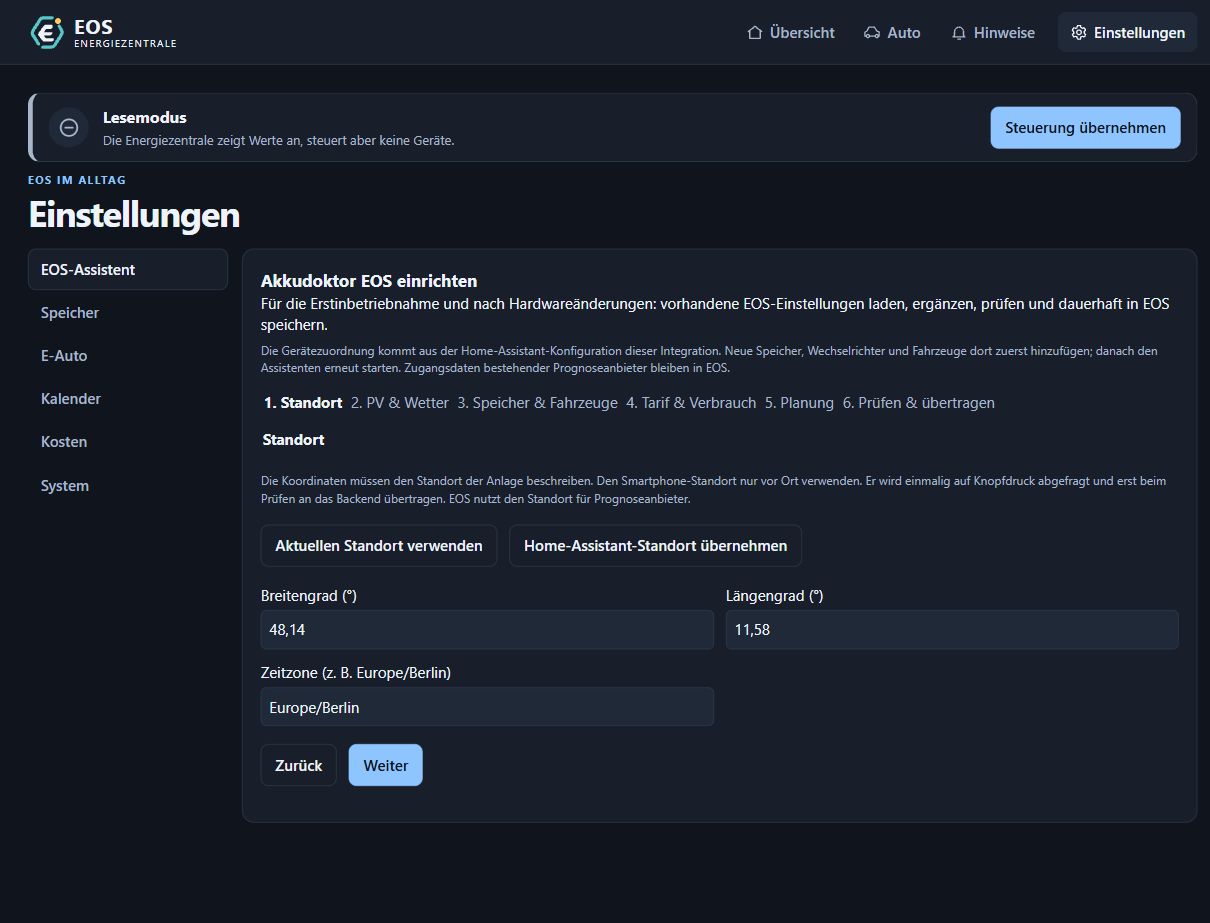 EOS
ENERGIEZENTRALE
Übersicht
Auto
Hinweise
Einstellungen
Lesemodus
Die Energiezentrale zeigt Werte an, steuert aber keine Geräte.
Steuerung übernehmen
EOS IM ALLTAG
Einstellungen
EOS-Assistent
Speicher
E-Auto
Kalender
Kosten
System
Akkudoktor EOS einrichten
Für die Erstinbetriebnahme und nach Hardwareänderungen: vorhandene EOS-Einstellungen laden, ergänzen, prüfen und dauerhaft in EOS
speichern.
Die Gerätezuordnung kommt aus der Home-Assistant-Konfiguration dieser Integration. Neue Speicher, Wechselrichter und Fahrzeuge dort zuerst hinzufügen; danach den
Assistenten erneut starten. Zugangsdaten bestehender Prognoseanbieter bleiben in EOS.
1. Standort 2. PV & Wetter 3. Speicher & Fahrzeuge 4. Tarif & Verbrauch 5. Planung 6. Prüfen & übertragen
Standort
Die Koordinaten müssen den Standort der Anlage beschreiben. Den Smartphone-Standort nur vor Ort verwenden. Er wird einmalig auf Knopfdruck abgefragt und erst beim
Prüfen an das Backend übertragen. EOS nutzt den Standort für Prognoseanbieter.
Aktuellen Standort verwenden
Home-Assistant-Standort übernehmen
Breitengrad (°)
Längengrad (°)
48,14
11,58
Zeitzone (z. B. Europe/Berlin)
Europe/Berlin
Zurück
Weiter